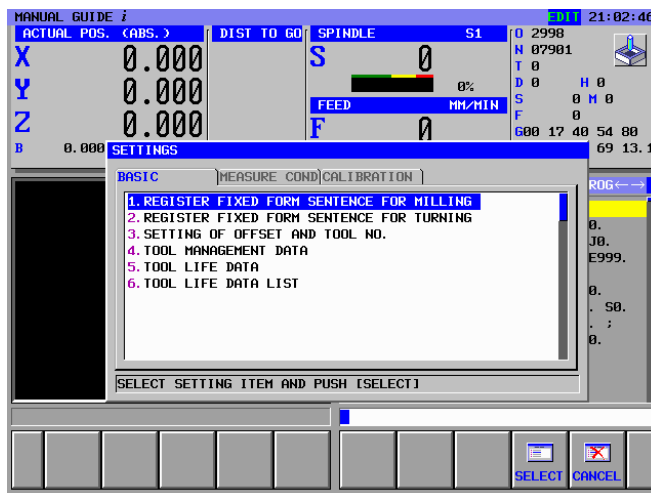 MANUAL GUIDE i EDIT 21:02:46
ACTUAL POS. (ABS.) DIST TO GO SPINDLE S1 O 2998
X 0.000 S 0 N 07901
T 0
Y 0.000 0% D 0 H 0
FEED MM/MIN S 0 M 0
Z 0.000 F 0 F 0
G00 17 40 54 80
B 0.000 69 13.1
SETTINGS
BASIC MEASURE COND CALIBRATION
ROG←→
1. REGISTER FIXED FORM SENTENCE FOR MILLING
2. REGISTER FIXED FORM SENTENCE FOR TURNING
3. SETTING OF OFFSET AND TOOL NO.
4. TOOL MANAGEMENT DATA
5. TOOL LIFE DATA
6. TOOL LIFE DATA LIST
0.
J0.
E999.
0.
. S0.
. ;
0.
SELECT SETTING ITEM AND PUSH [SELECT]
SELECT CANCEL